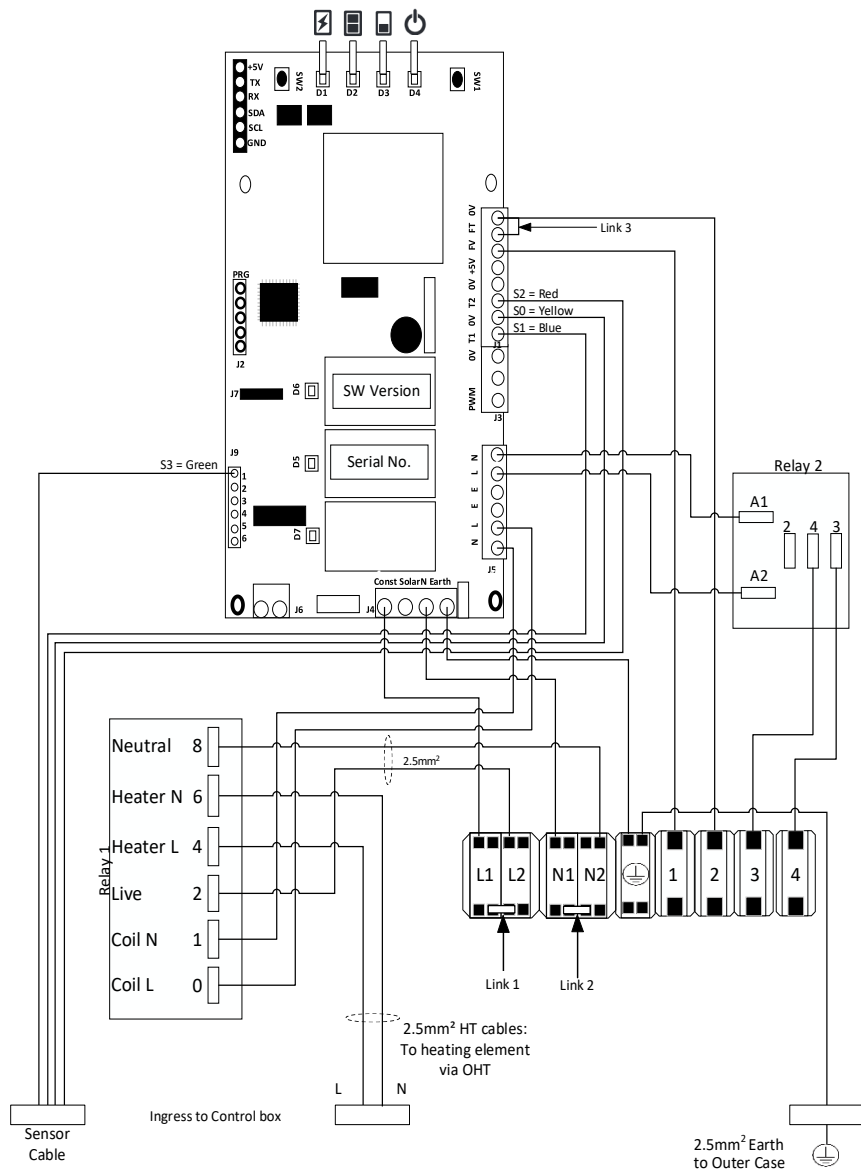 +5V
TX
RX
SDA
SCL
GND
SW2
D1
D2
D3
D4
SW1
0V
FT
FV
+5V
0V
T2
0V
T1
J1
Link 3
S2 = Red
S0 = Yellow
S1 = Blue
PRG
J2
0V
PWM
J3
J7
D6
SW Version
J9
S3 = Green
1
2
3
4
5
6
D5
Serial No.
D7
N
L
E
E
L
N
J5
Relay 2
A1
2
4
3
A2
Const Solar N Earth
J6
J4
Relay 1
Neutral 8
Heater N 6
Heater L 4
Live 2
Coil N 1
Coil L 0
2.5mm²
L1
L2
N1
N2
1
2
3
4
Link 1
Link 2
2.5mm² HT cables:
To heating element
via OHT
L
N
Ingress to Control box
Sensor
Cable
2.5mm² Earth
to Outer Case